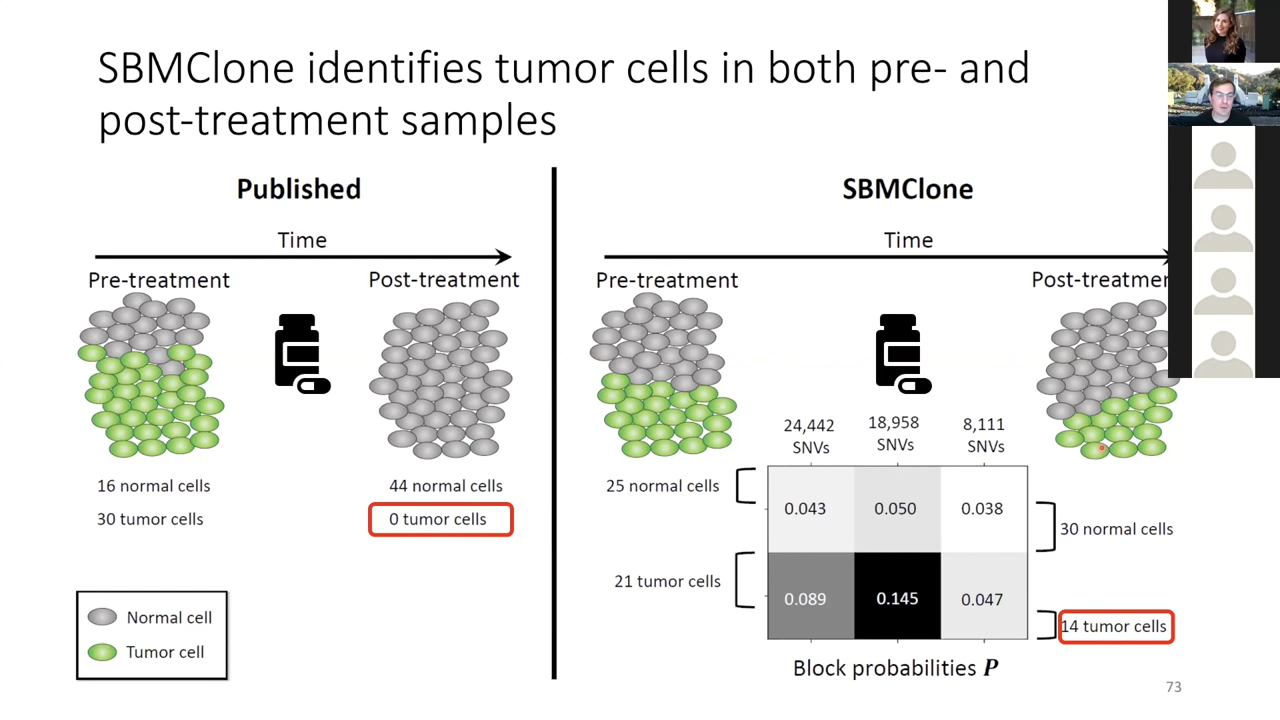 SBMClone identifies tumor cells in both pre- and
post-treatment samples
Published
Time
Pre-treatment
Post-treatment
16 normal cells
30 tumor cells
44 normal cells
0 tumor cells
Normal cell
Tumor cell
SBMClone
Time
Pre-treatment
Post-treatmen
24,442
SNVs
18,958
SNVs
8,111
SNVs
25 normal cells
0.043
0.050
0.038
30 normal cells
21 tumor cells
0.089
0.145
0.047
14 tumor cells
Block probabilities P
73